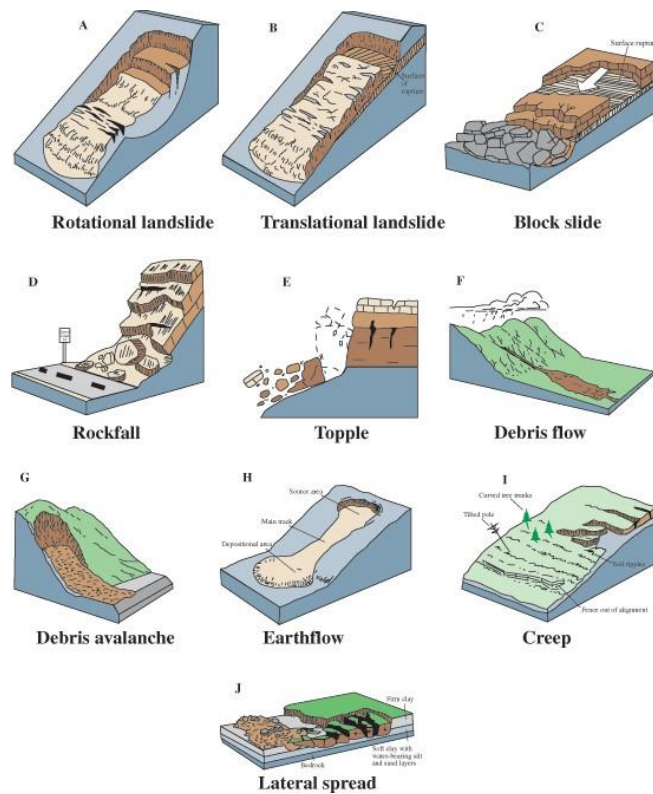 A
B
C
Surface rupture
Surface of
rupture
Rotational landslide
Translational landslide
Block slide
D
E
F
Rockfall
Topple
Debris flow
G
H
I
Source area
Main track
Depositional area
Curved tree trunks
Tilted pole
Soil ripples
Fence out of alignment
Debris avalanche
Earthflow
Creep
J
Firm clay
Soft clay with
water-bearing silt
and sand layers
Bedrock
Lateral spread